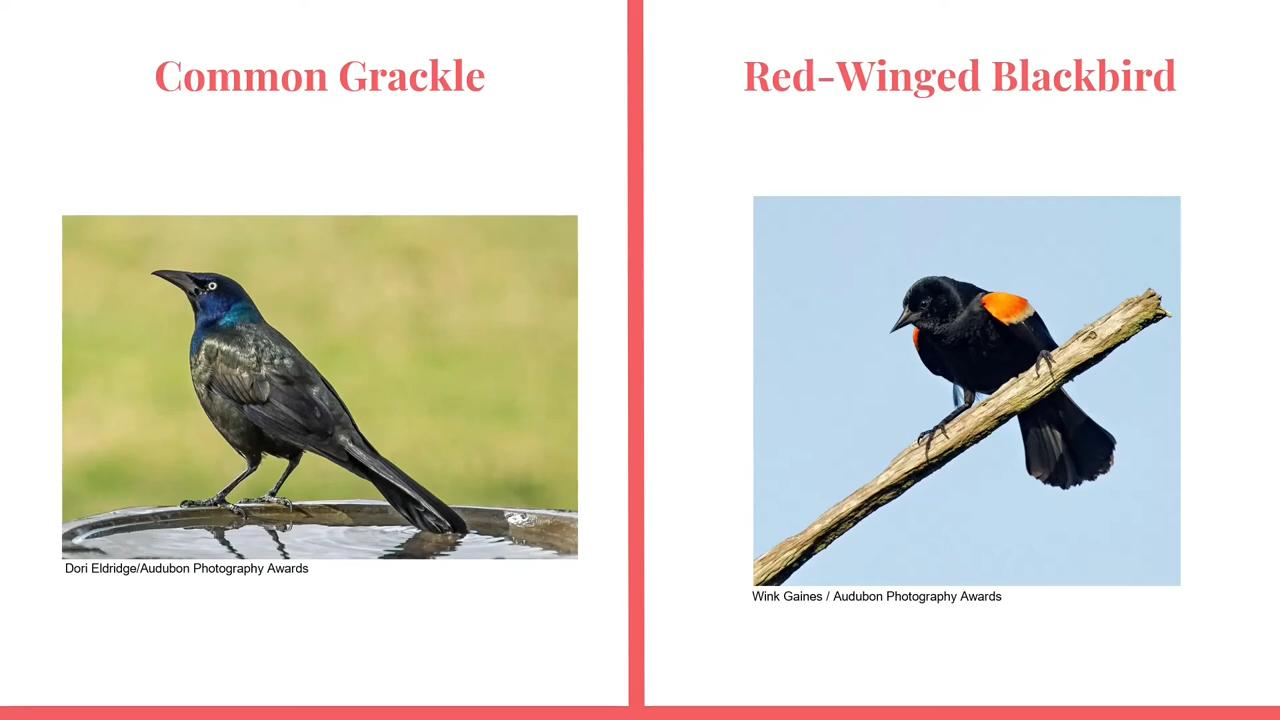 Common Grackle
Red-Winged Blackbird
Dori Eldridge/Audubon Photography Awards
Wink Gaines / Audubon Photography Awards